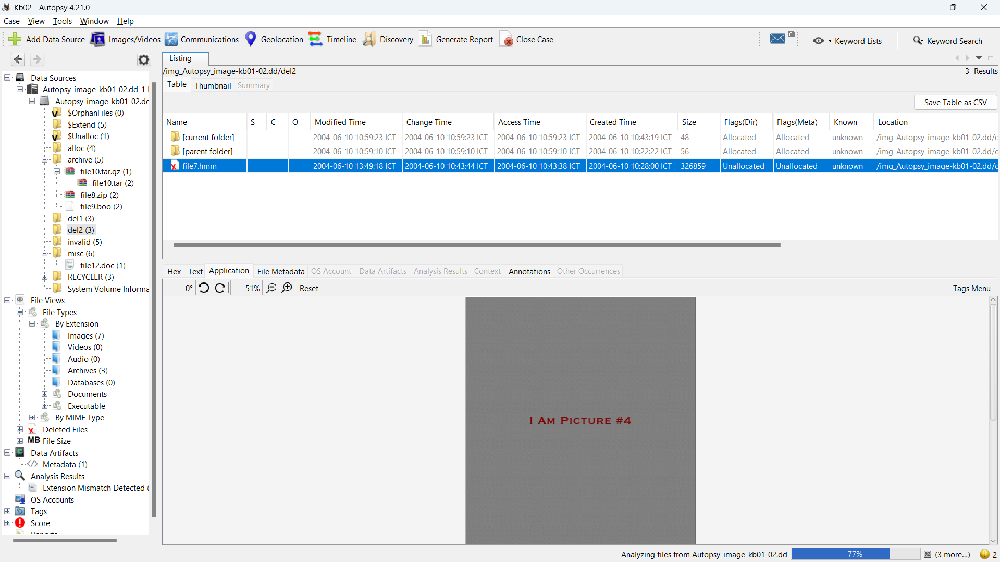 Kb02 - Autopsy 4.21.0
Case View Tools Window Help
Add Data Source Images/Videos Communications Geolocation Timeline Discovery Generate Report Close Case 8 Keyword Lists Keyword Search
Listing
/img_Autopsy_image-kb01-02.dd/del2 3 Results
Table Thumbnail Summary
Save Table as CSV
Name S C O Modified Time Change Time Access Time Created Time Size Flags(Dir) Flags(Meta) Known Location
[current folder] 2004-06-10 10:59:23 ICT 2004-06-10 10:59:23 ICT 2004-06-10 10:59:23 ICT 2004-06-10 10:43:19 ICT 48 Allocated Allocated unknown /img_Autopsy_image-kb01-02.dd/
[parent folder] 2004-06-10 10:59:10 ICT 2004-06-10 10:59:10 ICT 2004-06-10 10:59:10 ICT 2004-06-10 10:22:22 ICT 56 Allocated Allocated unknown /img_Autopsy_image-kb01-02.dd/
file7.hmm 2004-06-10 13:49:18 ICT 2004-06-10 10:43:44 ICT 2004-06-10 10:43:38 ICT 2004-06-10 10:28:00 ICT 326859 Unallocated Unallocated unknown /img_Autopsy_image-kb01-02.dd/
Data Sources
Autopsy_image-kb01-02.dd_1
Autopsy_image-kb01-02.dd
V $OrphanFiles (0)
$Extend (5)
V $Unalloc (1)
alloc (4)
archive (5)
file10.tar.gz (1)
file10.tar (2)
file8.zip (2)
file9.boo (2)
del1 (3)
del2 (3)
invalid (5)
misc (6)
file12.doc (1)
RECYCLER (3)
System Volume Informa
File Views
File Types
By Extension
Images (7)
Videos (0)
Audio (0)
Archives (3)
Databases (0)
Documents
Executable
By MIME Type
Deleted Files
MB File Size
Data Artifacts
Metadata (1)
Analysis Results
Extension Mismatch Detected (
OS Accounts
Tags
Score
Reports
Hex Text Application File Metadata OS Account Data Artifacts Analysis Results Context Annotations Other Occurrences
0° 51% Reset Tags Menu
I Am Picture #4
Analyzing files from Autopsy_image-kb01-02.dd 77% (3 more...) 2